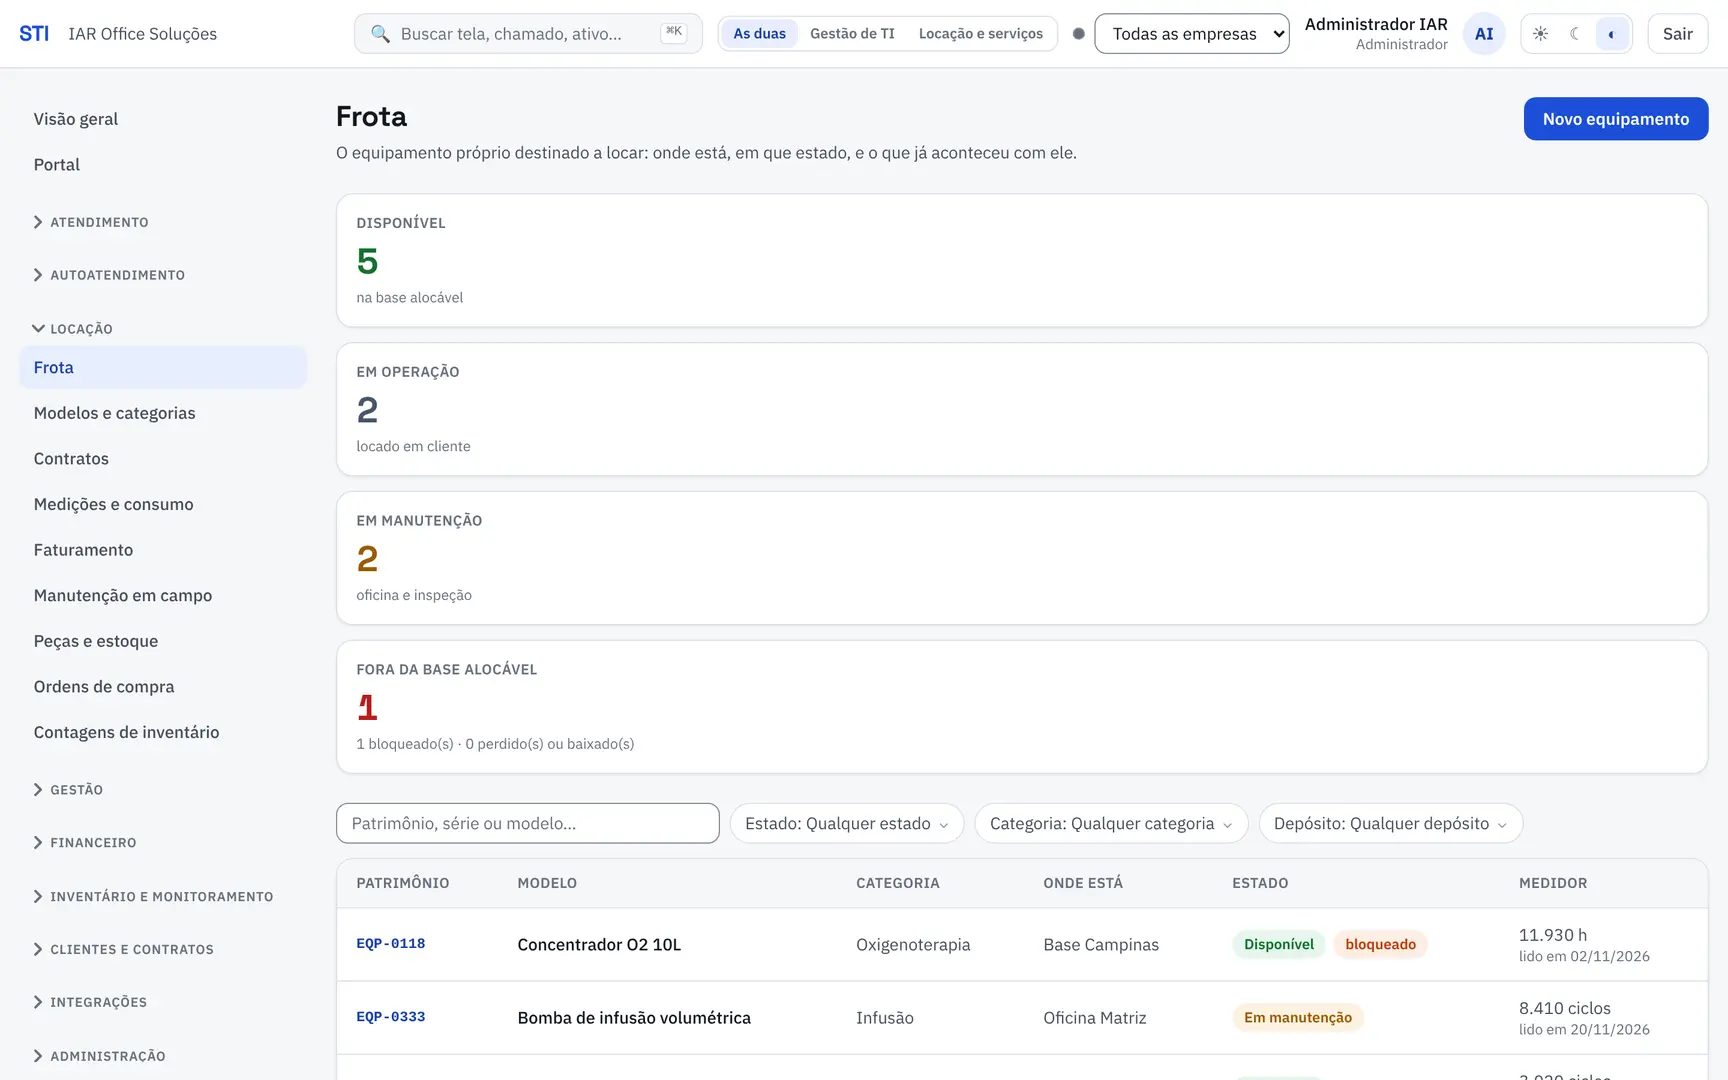 STI IAR Office Soluções
Buscar tela, chamado, ativo... ⌘K
As duas Gestão de TI Locação e serviços
Todas as empresas
Administrador IAR
Administrador
AI
Sair
Visão geral
Portal
ATENDIMENTO
AUTOATENDIMENTO
LOCAÇÃO
Frota
Modelos e categorias
Contratos
Medições e consumo
Faturamento
Manutenção em campo
Peças e estoque
Ordens de compra
Contagens de inventário
GESTÃO
FINANCEIRO
INVENTÁRIO E MONITORAMENTO
CLIENTES E CONTRATOS
INTEGRAÇÕES
ADMINISTRAÇÃO
Frota
Novo equipamento
O equipamento próprio destinado a locar: onde está, em que estado, e o que já aconteceu com ele.
DISPONÍVEL
5
na base alocável
EM OPERAÇÃO
2
locado em cliente
EM MANUTENÇÃO
2
oficina e inspeção
FORA DA BASE ALOCÁVEL
1
1 bloqueado(s) · 0 perdido(s) ou baixado(s)
Patrimônio, série ou modelo...
Estado: Qualquer estado
Categoria: Qualquer categoria
Depósito: Qualquer depósito
PATRIMÔNIO MODELO CATEGORIA ONDE ESTÁ ESTADO MEDIDOR
EQP-0118 Concentrador O2 10L Oxigenoterapia Base Campinas Disponível bloqueado 11.930 h
lido em 02/11/2026
EQP-0333 Bomba de infusão volumétrica Infusão Oficina Matriz Em manutenção 8.410 ciclos
lido em 20/11/2026